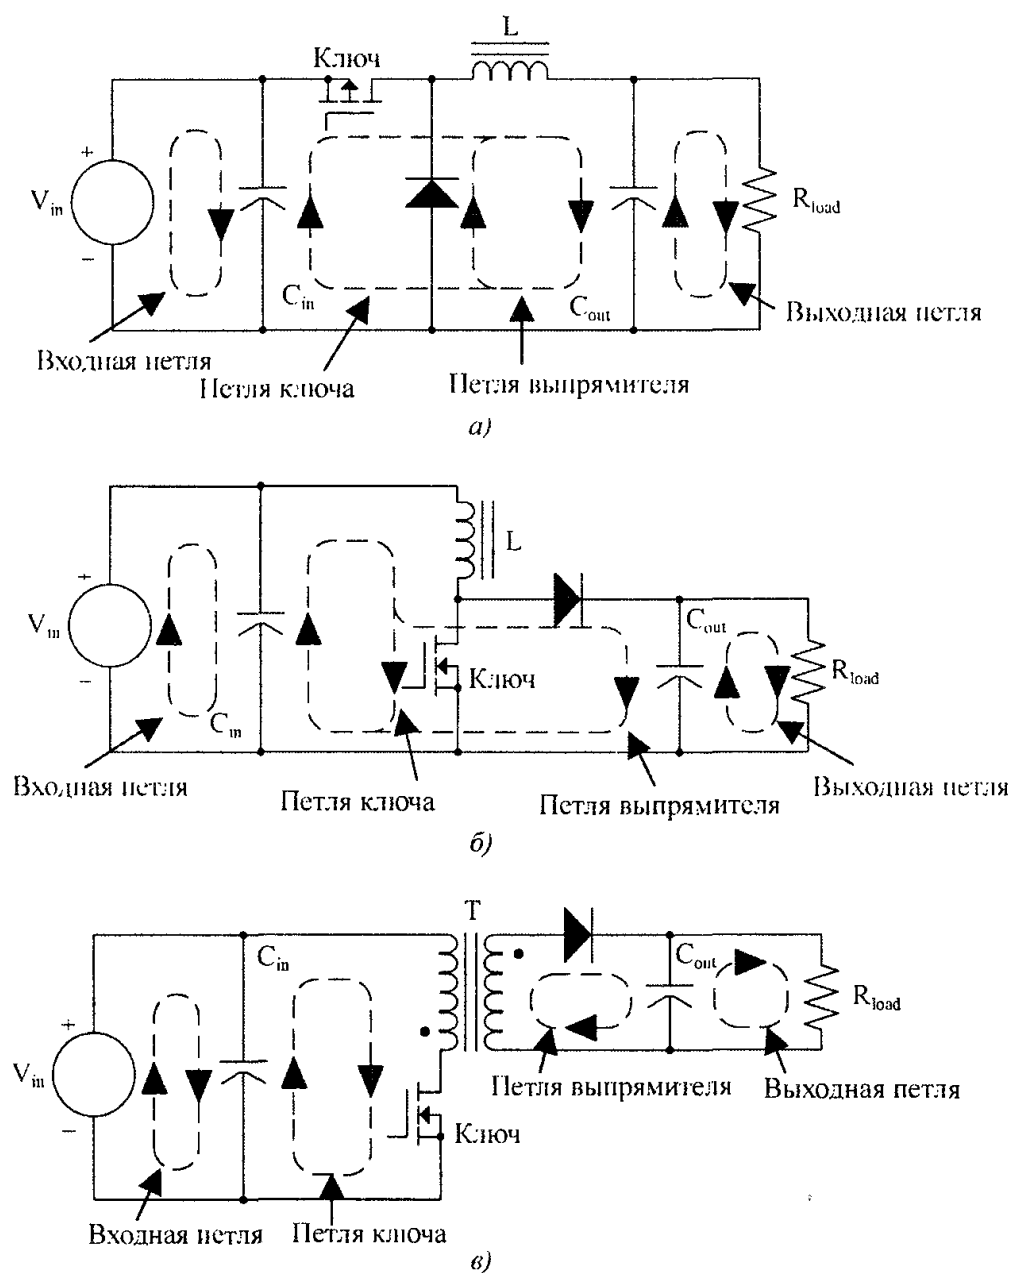 L
Ключ
+
V_in
−
R_load
C_in
C_out
Входная петля
Петля ключа
Петля выпрямителя
Выходная петля
а)
L
+
V_in
−
C_out
Ключ
R_load
C_in
Входная петля
Петля ключа
Петля выпрямителя
Выходная петля
б)
T
C_in
C_out
+
V_in
−
R_load
Петля выпрямителя
Выходная петля
Ключ
Входная петля
Петля ключа
в)